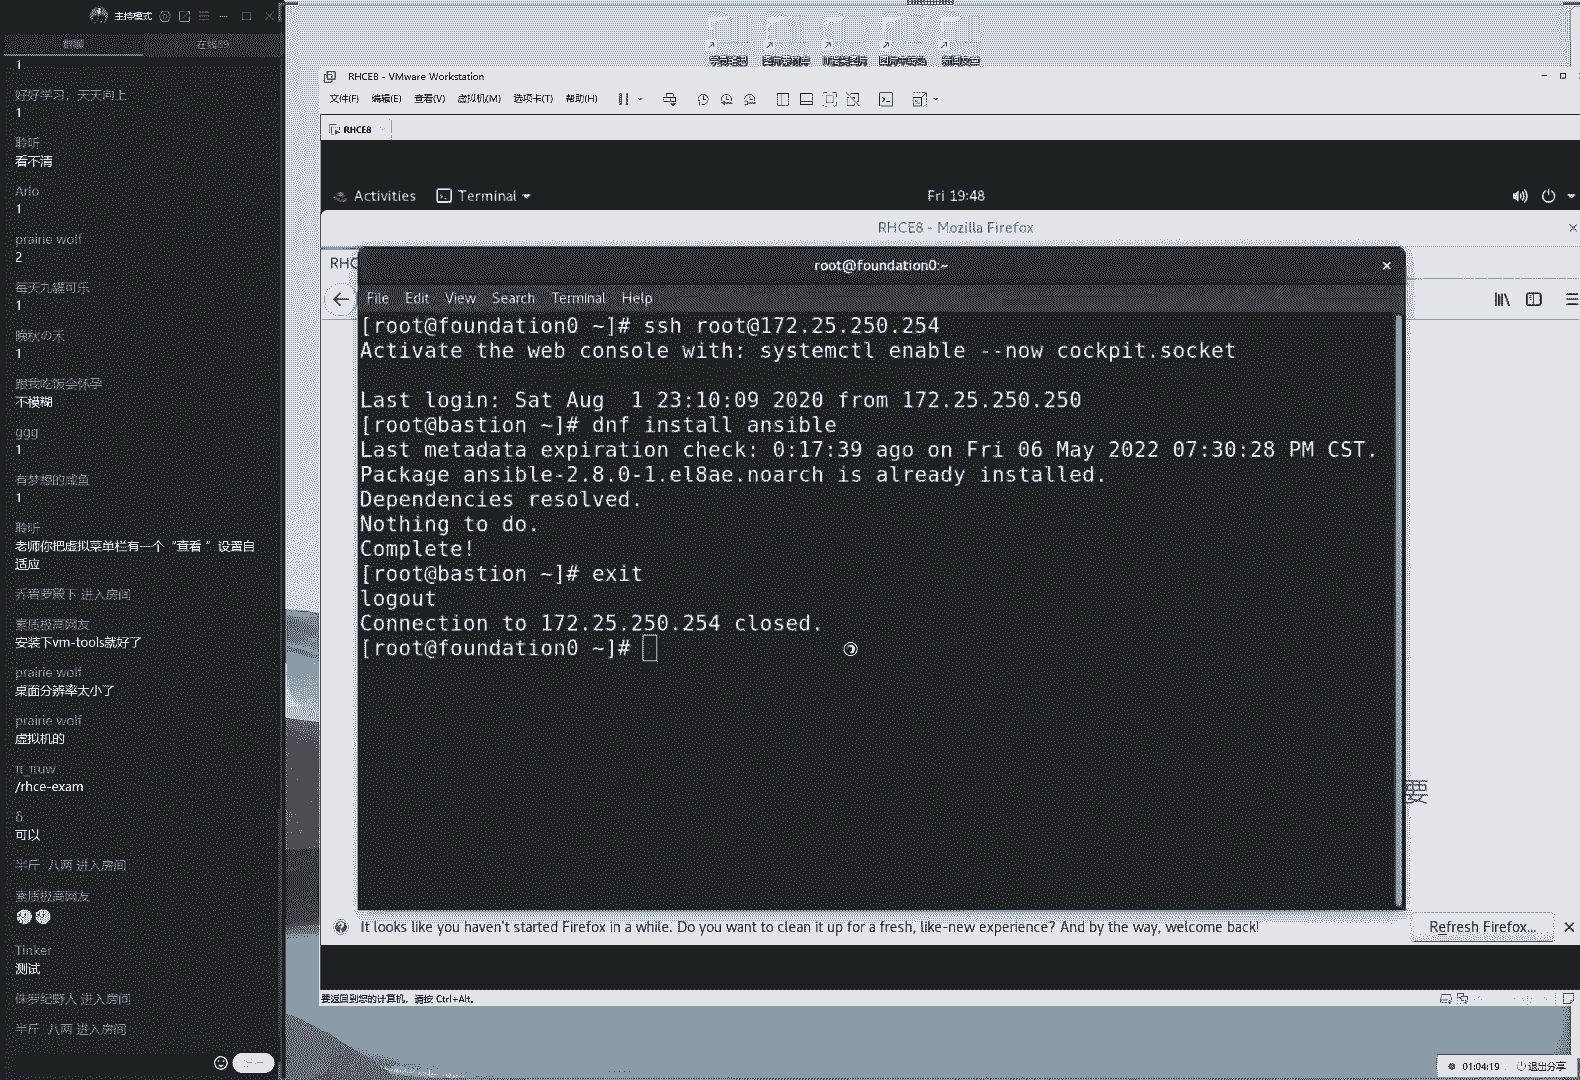 主持模式
群聊
在线89
1
好好学习，天天向上
1
聆听
看不清
Arlo
1
prairie wolf
2
每天九罐可乐
1
晚秋の禾
1
跟我吃饭会怀孕
不模糊
ggg
1
有梦想的咸鱼
1
聆听
老师你把虚拟菜单栏有一个“查看 ”设置自
适应
乔碧萝殿下 进入房间
素质极高网友
安装下vm-tools就好了
prairie wolf
桌面分辨率太小了
prairie wolf
虚拟机的
/rhce-exam
δ
可以
半斤 八两 进入房间
素质极高网友
Tinker
测试
侏罗纪野人 进入房间
半斤 八两 进入房间
RHCE8 - VMware Workstation
文件(F) 编辑(E) 查看(V) 虚拟机(M) 选项卡(T) 帮助(H)
RHCE8
Activities Terminal Fri 19:48
RHCE8 - Mozilla Firefox
RHC
root@foundation0:~
File Edit View Search Terminal Help
[root@foundation0 ~]# ssh root@172.25.250.254
Activate the web console with: systemctl enable --now cockpit.socket
Last login: Sat Aug  1 23:10:09 2020 from 172.25.250.250
[root@bastion ~]# dnf install ansible
Last metadata expiration check: 0:17:39 ago on Fri 06 May 2022 07:30:28 PM CST.
Package ansible-2.8.0-1.el8ae.noarch is already installed.
Dependencies resolved.
Nothing to do.
Complete!
[root@bastion ~]# exit
logout
Connection to 172.25.250.254 closed.
[root@foundation0 ~]#
要
It looks like you haven't started Firefox in a while. Do you want to clean it up for a fresh, like-new experience? And by the way, welcome back!
Refresh Firefox...
要返回到您的计算机，请按 Ctrl+Alt。
01:04:19 退出分享